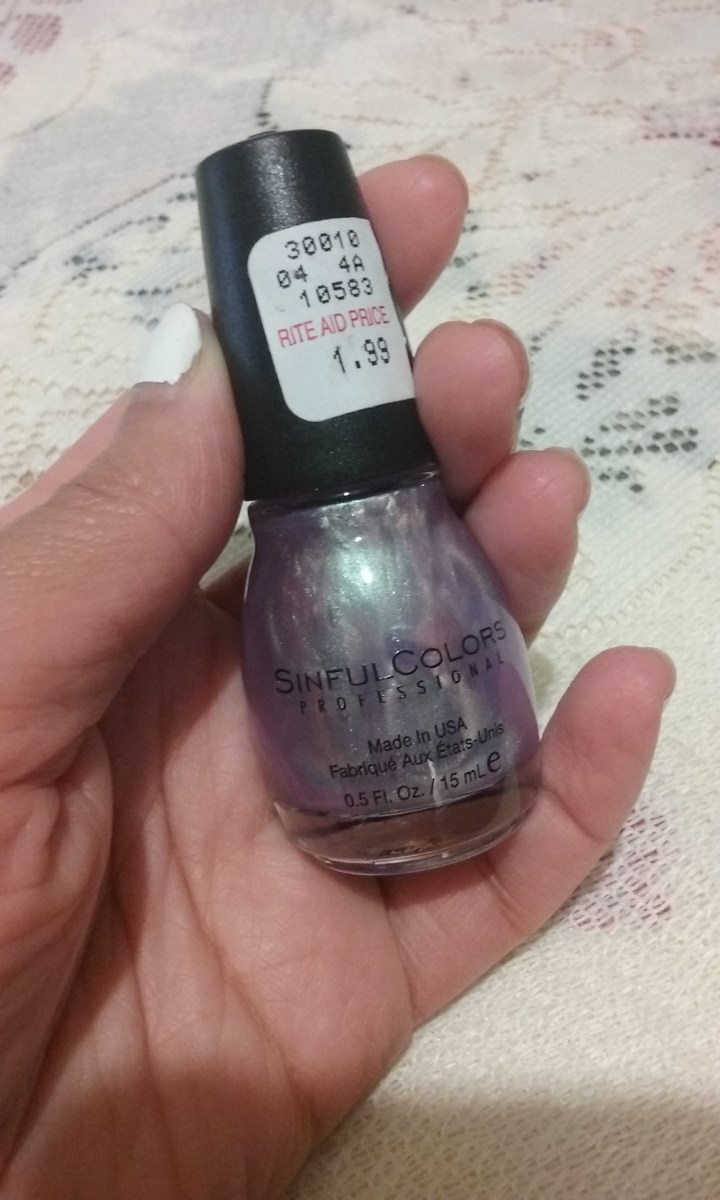 30010
04 4A
10583
RITE AID PRICE
1.99
SINFULCOLORS
PROFESSIONAL
Made In USA
Fabriqué Aux États-Unis
0.5 Fl. Oz. / 15 mL e